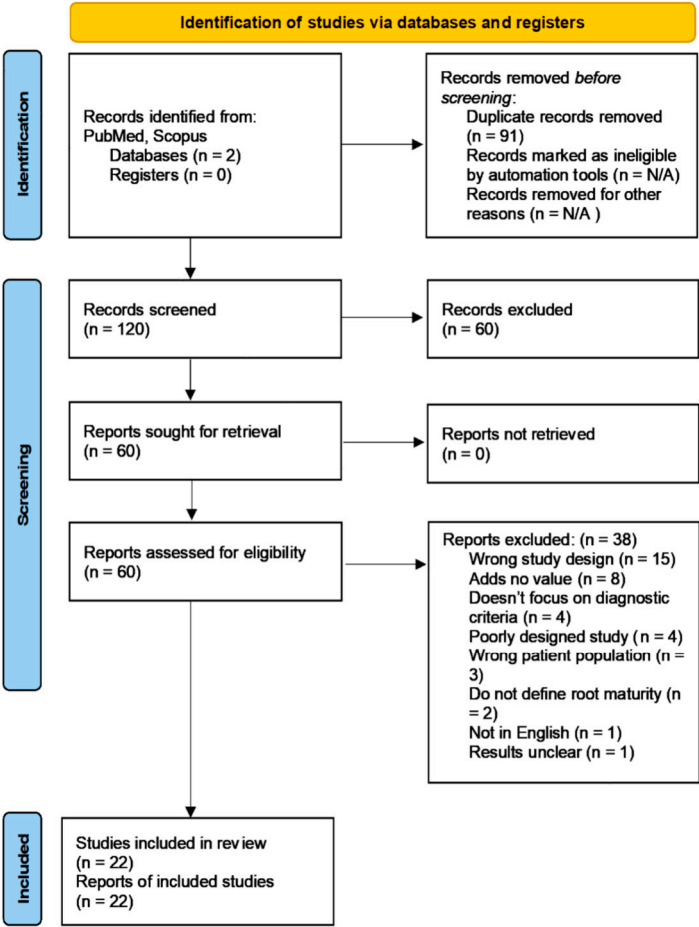 Identification of studies via databases and registers
Identification
Records identified from:
PubMed, Scopus
Databases (n = 2)
Registers (n = 0)
Records removed before
screening:
Duplicate records removed
(n = 91)
Records marked as ineligible
by automation tools (n = N/A)
Records removed for other
reasons (n = N/A )
Screening
Records screened
(n = 120)
Records excluded
(n = 60)
Reports sought for retrieval
(n = 60)
Reports not retrieved
(n = 0)
Reports assessed for eligibility
(n = 60)
Reports excluded: (n = 38)
Wrong study design (n = 15)
Adds no value (n = 8)
Doesn't focus on diagnostic
criteria (n = 4)
Poorly designed study (n = 4)
Wrong patient population (n =
3)
Do not define root maturity (n
= 2)
Not in English (n = 1)
Results unclear (n = 1)
Included
Studies included in review
(n = 22)
Reports of included studies
(n = 22)